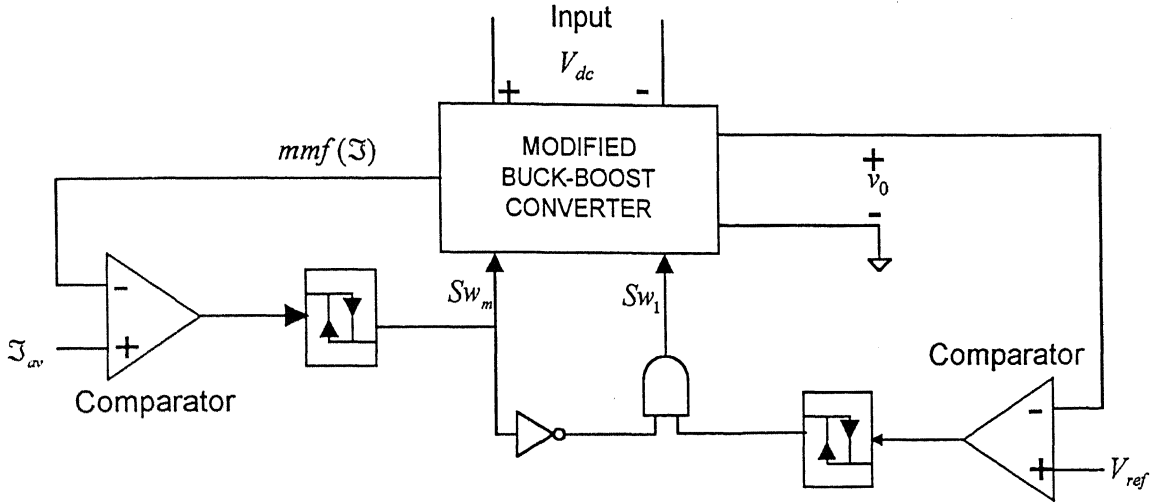 Input
V_dc
+ -
mmf(ℑ)
MODIFIED
BUCK-BOOST
CONVERTER
+
v_0
-
Sw_m
Sw_1
-
ℑ_av +
Comparator
Comparator
-
+ V_ref